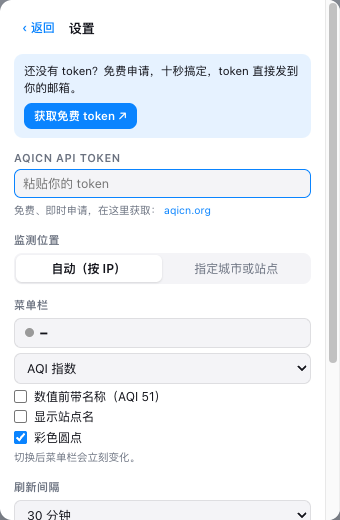 ‹ 返回 设置
还没有 token？免费申请，十秒搞定，token 直接发到
你的邮箱。
获取免费 token ↗
AQICN API TOKEN
粘贴你的 token
免费、即时申请，在这里获取： aqicn.org
监测位置
自动（按 IP） 指定城市或站点
菜单栏
–
AQI 指数
数值前带名称（AQI 51）
显示站点名
彩色圆点
切换后菜单栏会立刻变化。
刷新间隔
30 分钟